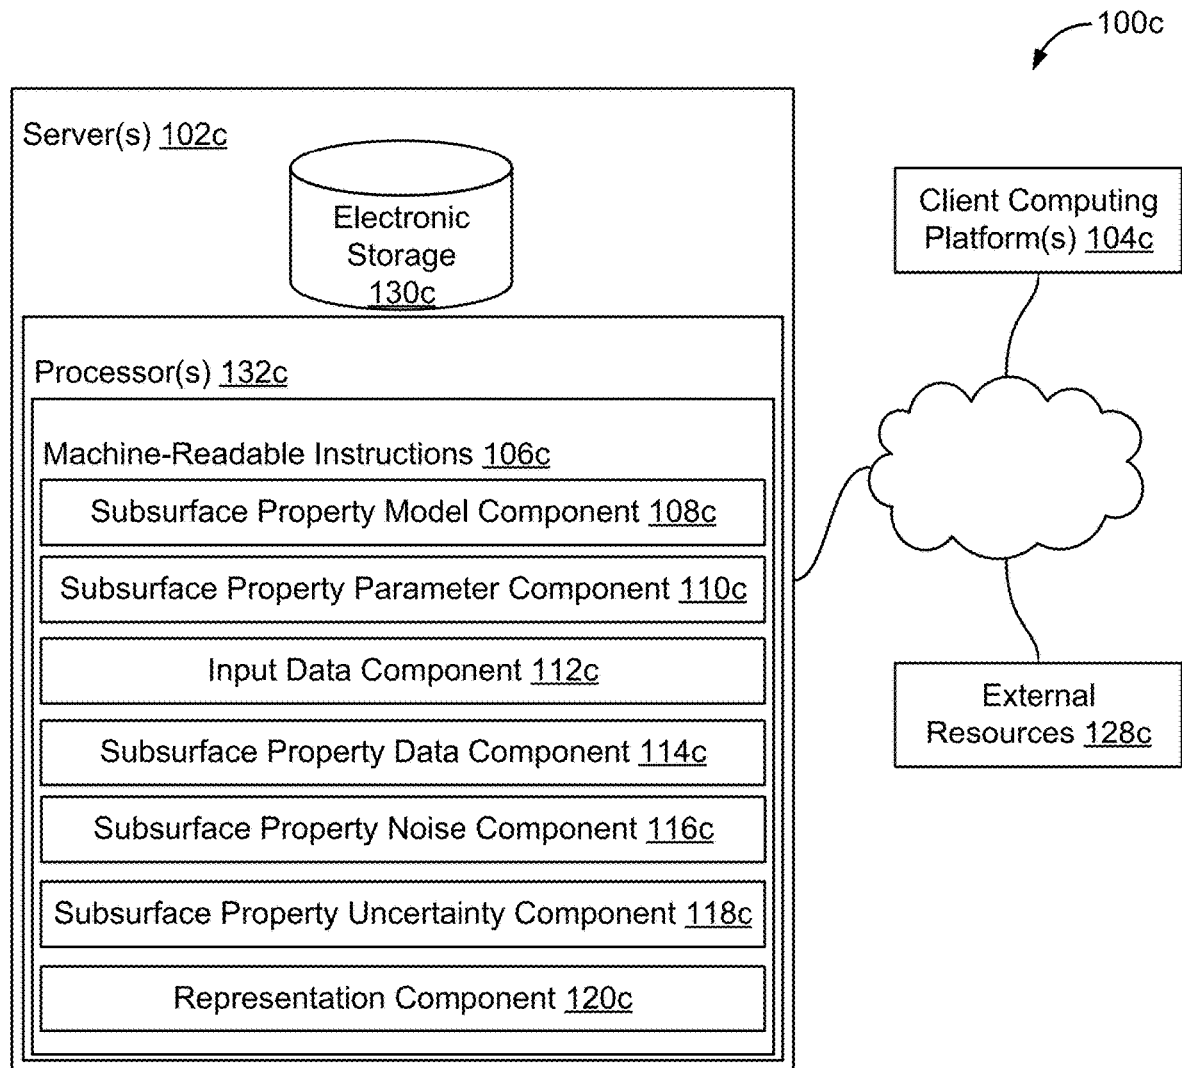 100c
Server(s) 102c
Electronic
Storage
130c
Client Computing
Platform(s) 104c
Processor(s) 132c
Machine-Readable Instructions 106c
Subsurface Property Model Component 108c
Subsurface Property Parameter Component 110c
Input Data Component 112c
Subsurface Property Data Component 114c
Subsurface Property Noise Component 116c
Subsurface Property Uncertainty Component 118c
Representation Component 120c
External
Resources 128c